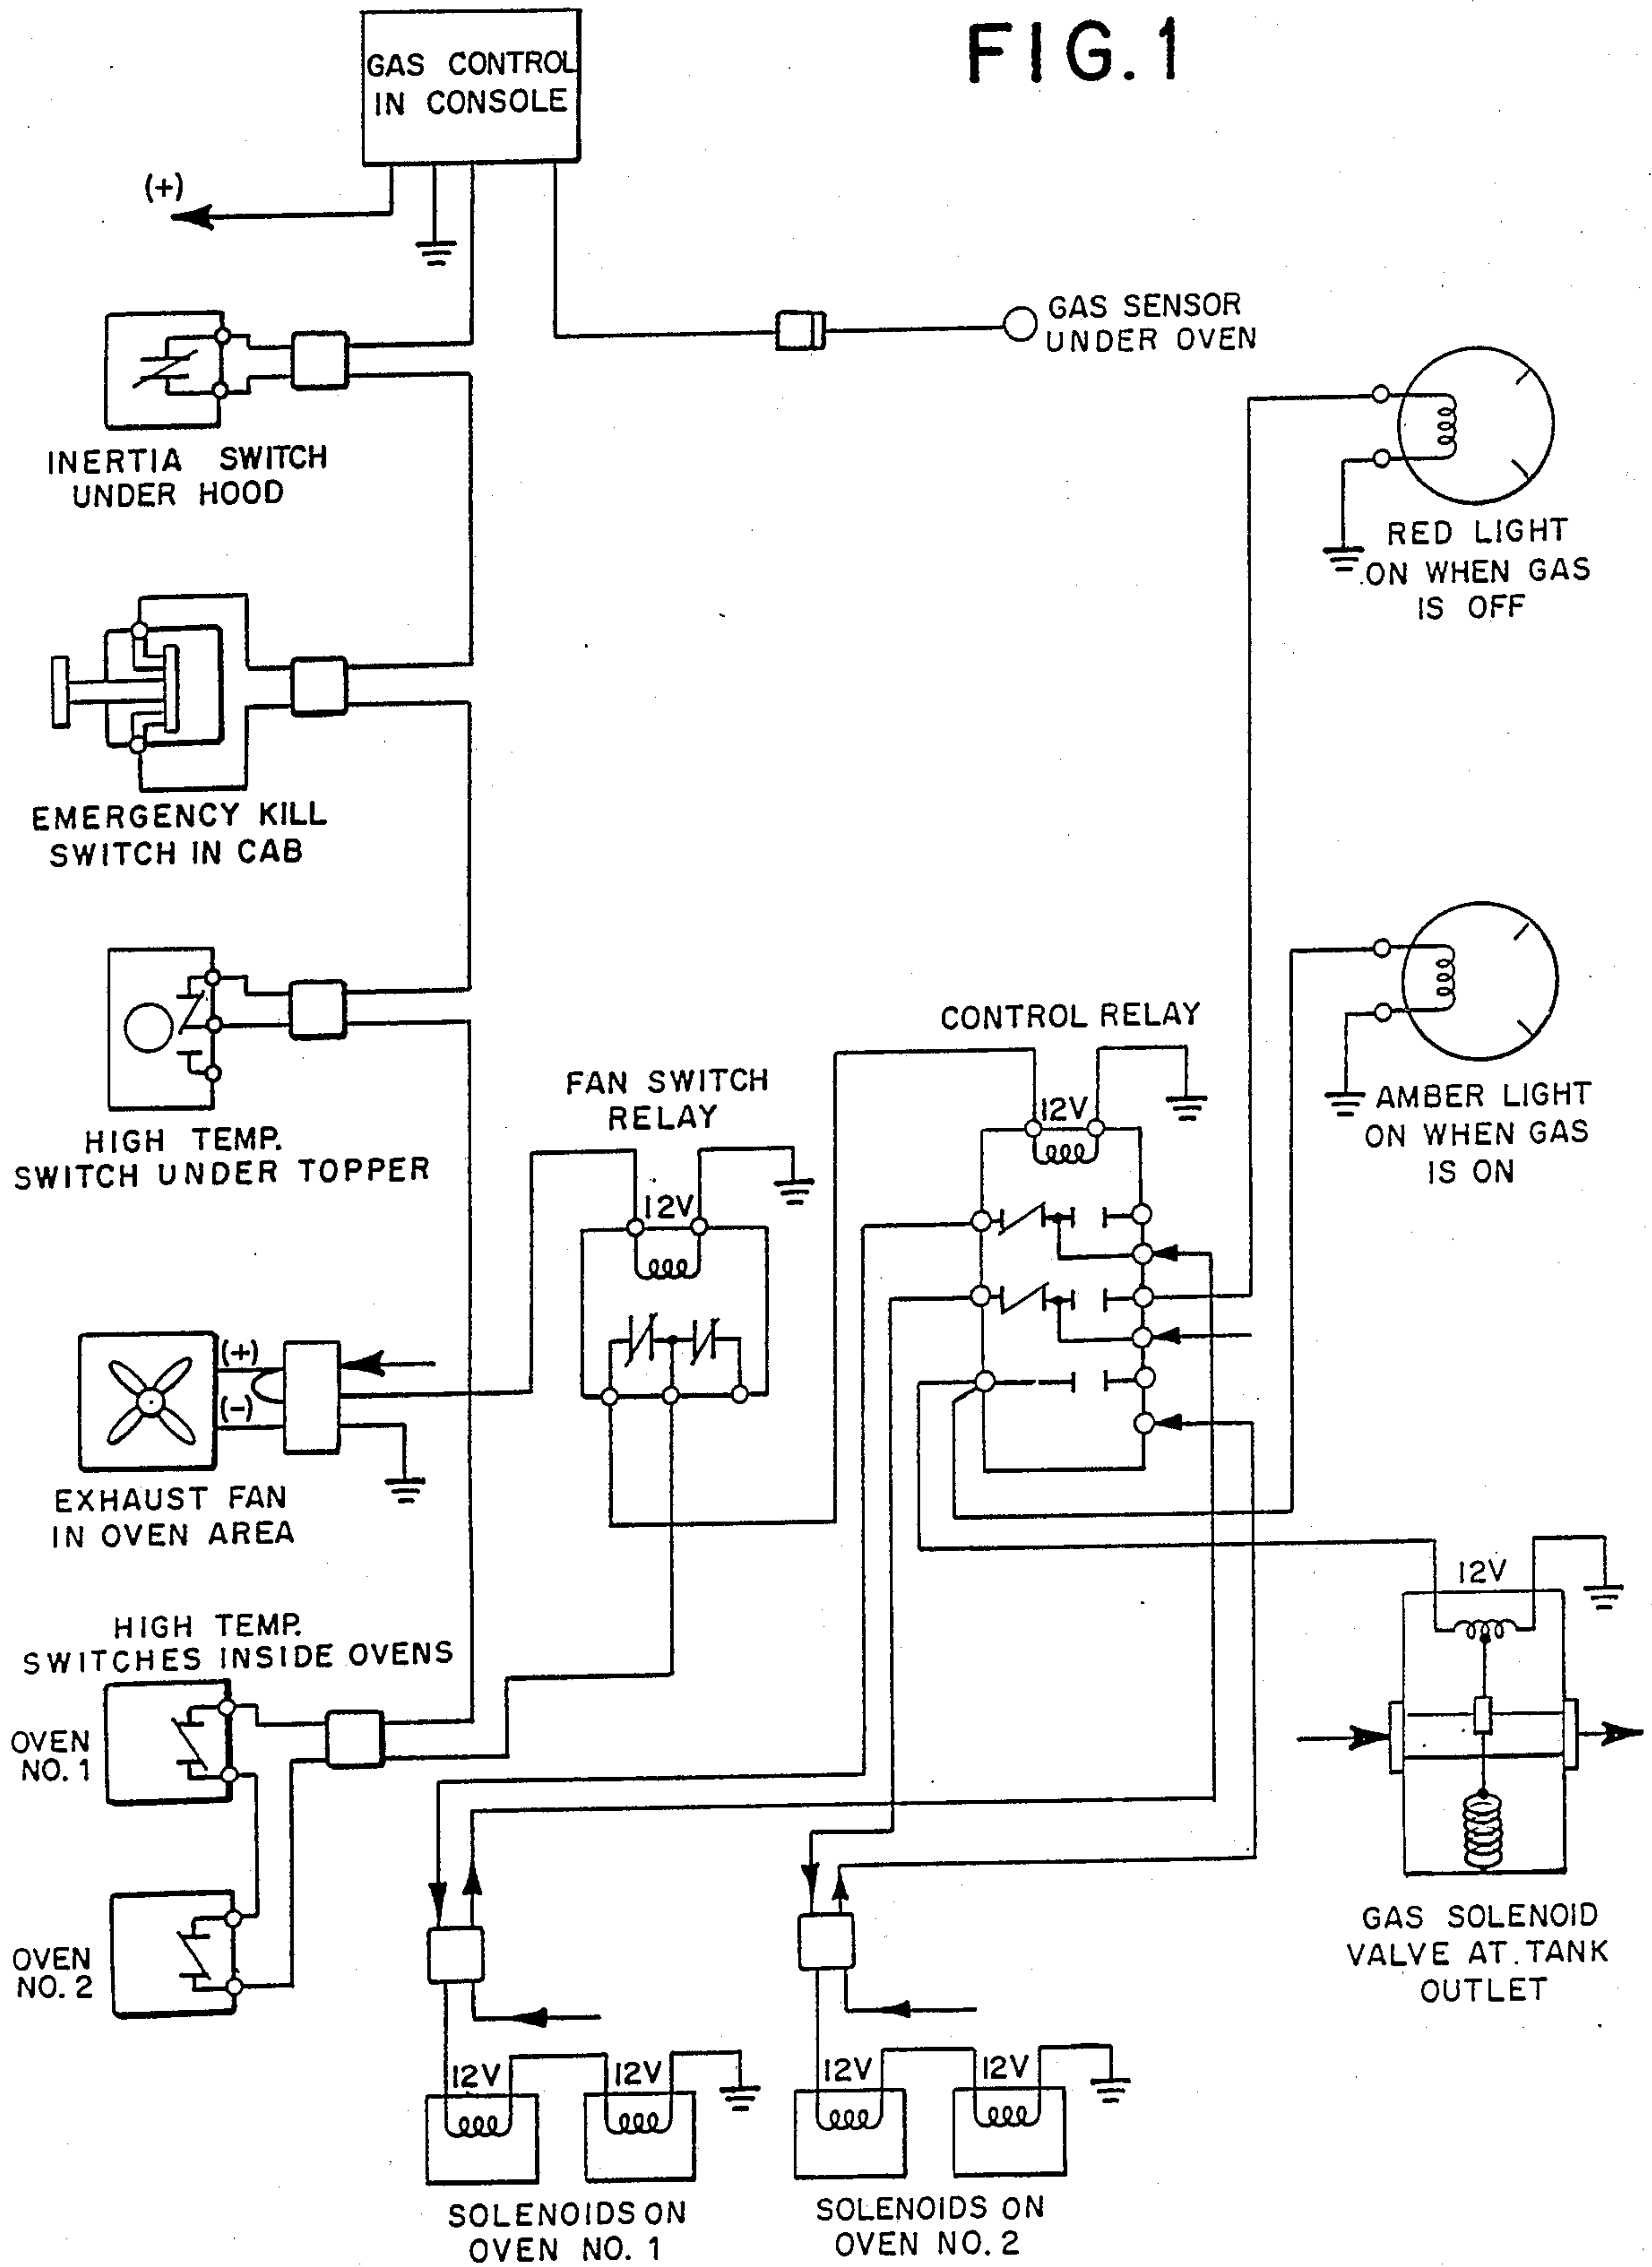 FIG. 1
GAS CONTROL
IN CONSOLE
(+)
GAS SENSOR
UNDER OVEN
INERTIA SWITCH
UNDER HOOD
RED LIGHT
ON WHEN GAS
IS OFF
EMERGENCY KILL
SWITCH IN CAB
HIGH TEMP.
SWITCH UNDER TOPPER
CONTROL RELAY
12V
AMBER LIGHT
ON WHEN GAS
IS ON
FAN SWITCH
RELAY
12V
(+)
(-)
EXHAUST FAN
IN OVEN AREA
HIGH TEMP.
SWITCHES INSIDE OVENS
OVEN
NO. 1
OVEN
NO. 2
12V
GAS SOLENOID
VALVE AT TANK
OUTLET
12V
12V
SOLENOIDS ON
OVEN NO. 1
12V
12V
SOLENOIDS ON
OVEN NO. 2